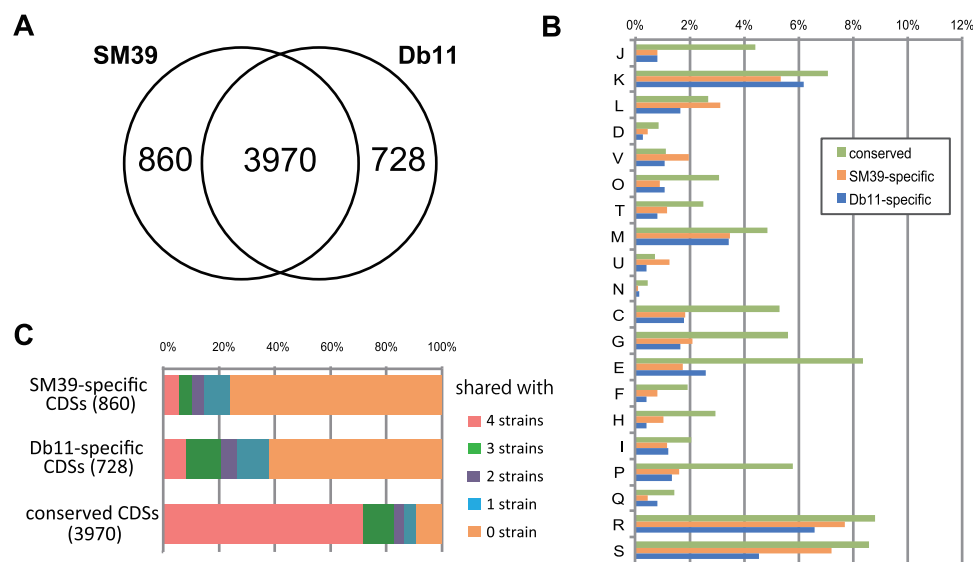 A
SM39
Db11
860
3970
728
B
0%
2%
4%
6%
8%
10%
12%
J
K
L
D
V
O
T
M
U
N
C
G
E
F
H
I
P
Q
R
S
conserved
SM39-specific
Db11-specific
C
0%
20%
40%
60%
80%
100%
SM39-specific
CDSs (860)
Db11-specific
CDSs (728)
conserved CDSs
(3970)
shared with
4 strains
3 strains
2 strains
1 strain
0 strain